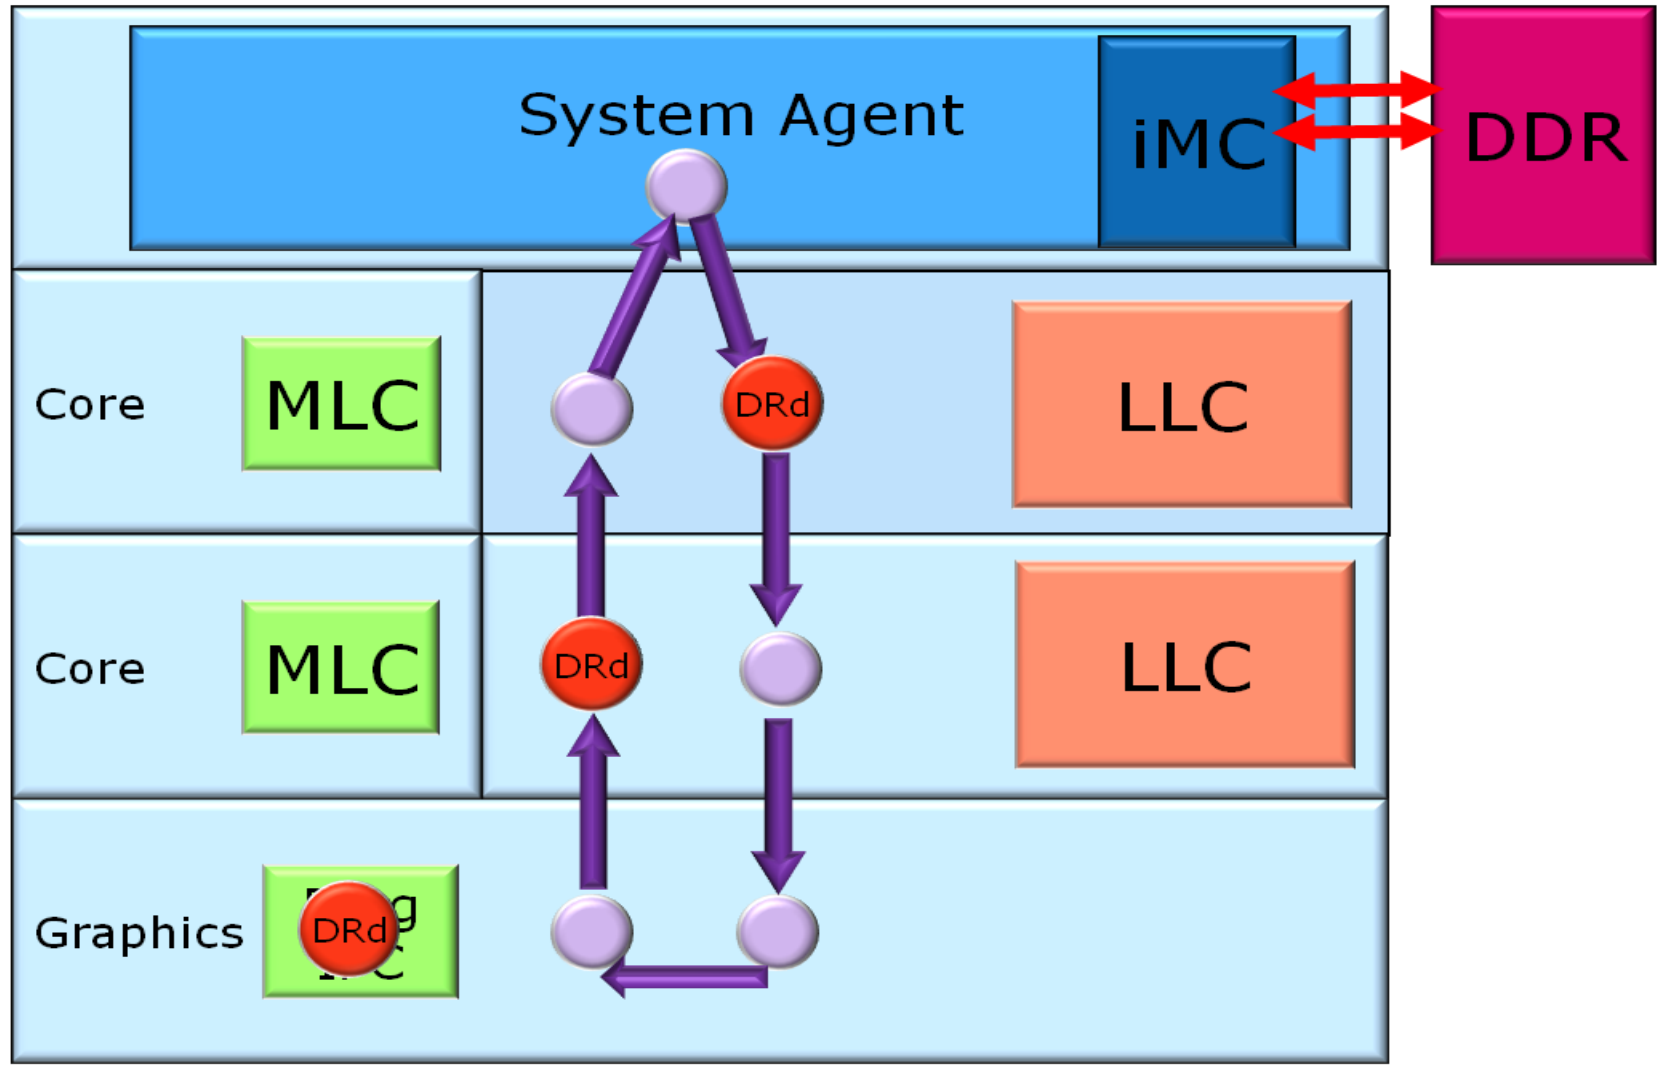 System Agent
iMC
DDR
Core
MLC
DRd
LLC
Core
MLC
DRd
LLC
Graphics
DRd